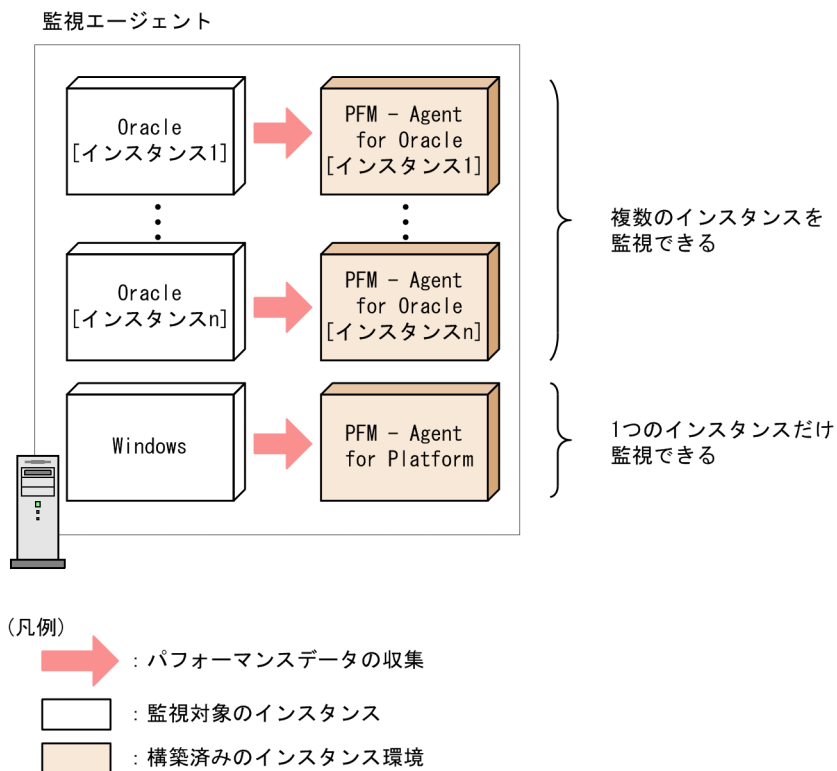 監視エージェント
Oracle
[インスタンス1]
PFM - Agent
for Oracle
[インスタンス1]
複数のインスタンスを
監視できる
Oracle
[インスタンスn]
PFM - Agent
for Oracle
[インスタンスn]
Windows
PFM - Agent
for Platform
1つのインスタンスだけ
監視できる
(凡例)
: パフォーマンスデータの収集
: 監視対象のインスタンス
: 構築済みのインスタンス環境